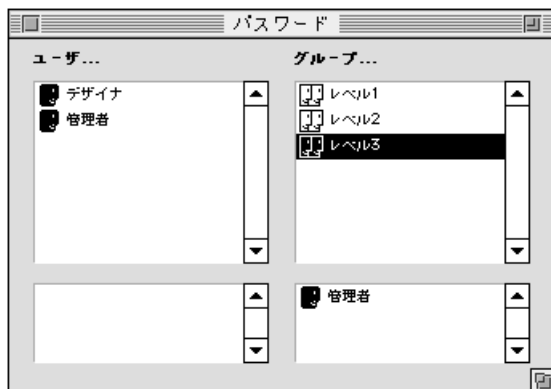 パスワード
ユーザ...
デザイナ
管理者
グループ...
レベル1
レベル2
レベル3
管理者